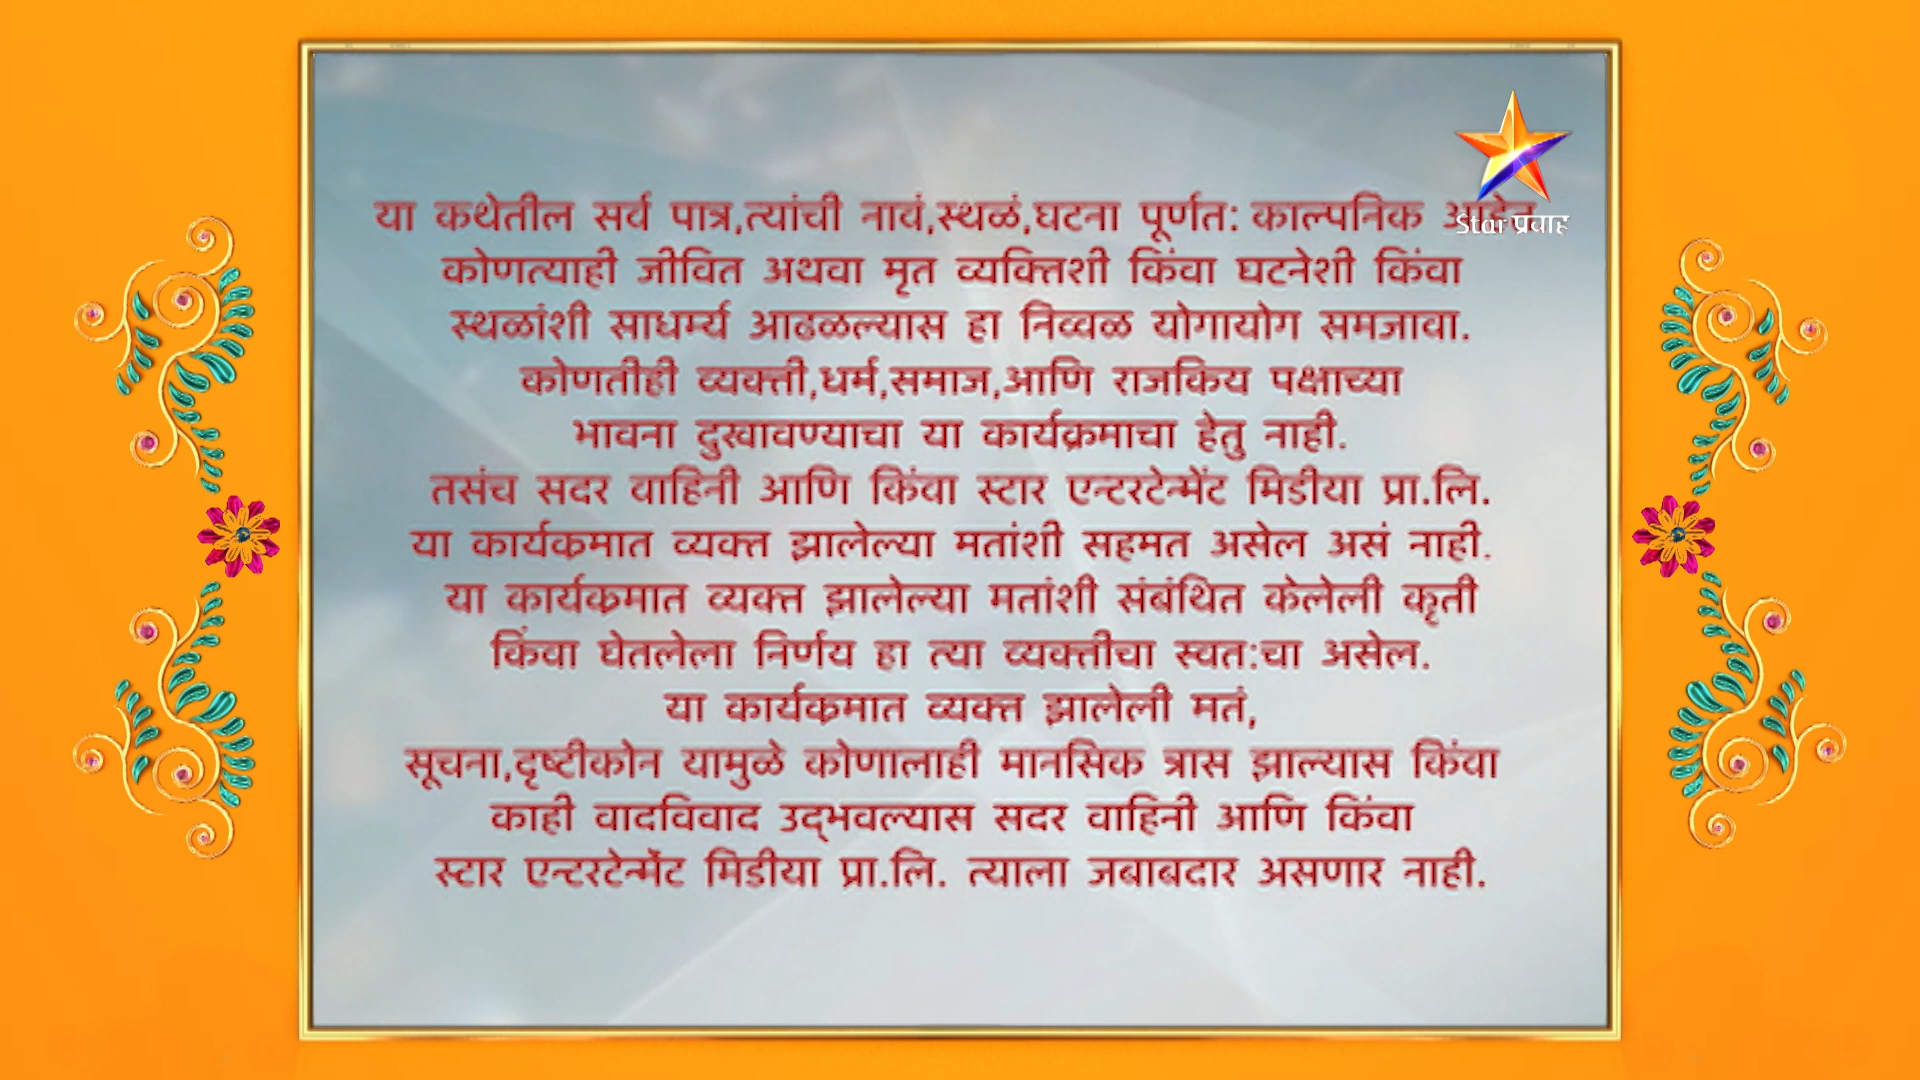 या कथेतील सर्व पात्र,त्यांची नावं,स्थळं,घटना पूर्णत: काल्पनिक
Star प्रवाह
कोणत्याही जीवित अथवा मृत व्यक्तिशी किंवा घटनेशी किंवा
स्थळांशी साधर्म्य आढळल्यास हा निव्वळ योगायोग समजावा.
कोणतीही व्यक्ती,धर्म,समाज,आणि राजकिय पक्षाच्या
भावना दुखावण्याचा या कार्यक्रमाचा हेतु नाही.
तसंच सदर वाहिनी आणि किंवा स्टार एन्टरटेन्मेंट मिडीया प्रा.लि.
या कार्यक्रमात व्यक्त झालेल्या मतांशी सहमत असेल असं नाही.
या कार्यक्रमात व्यक्त झालेल्या मतांशी संबंधित केलेली कृती
किंवा घेतलेला निर्णय हा त्या व्यक्तीचा स्वत:चा असेल.
या कार्यक्रमात व्यक्त झालेली मतं,
सूचना,दृष्टीकोन यामुळे कोणालाही मानसिक त्रास झाल्यास किंवा
काही वादविवाद उद्‌भवल्यास सदर वाहिनी आणि किंवा
स्टार एन्टरटेन्मेंट मिडीया प्रा.लि. त्याला जबाबदार असणार नाही.